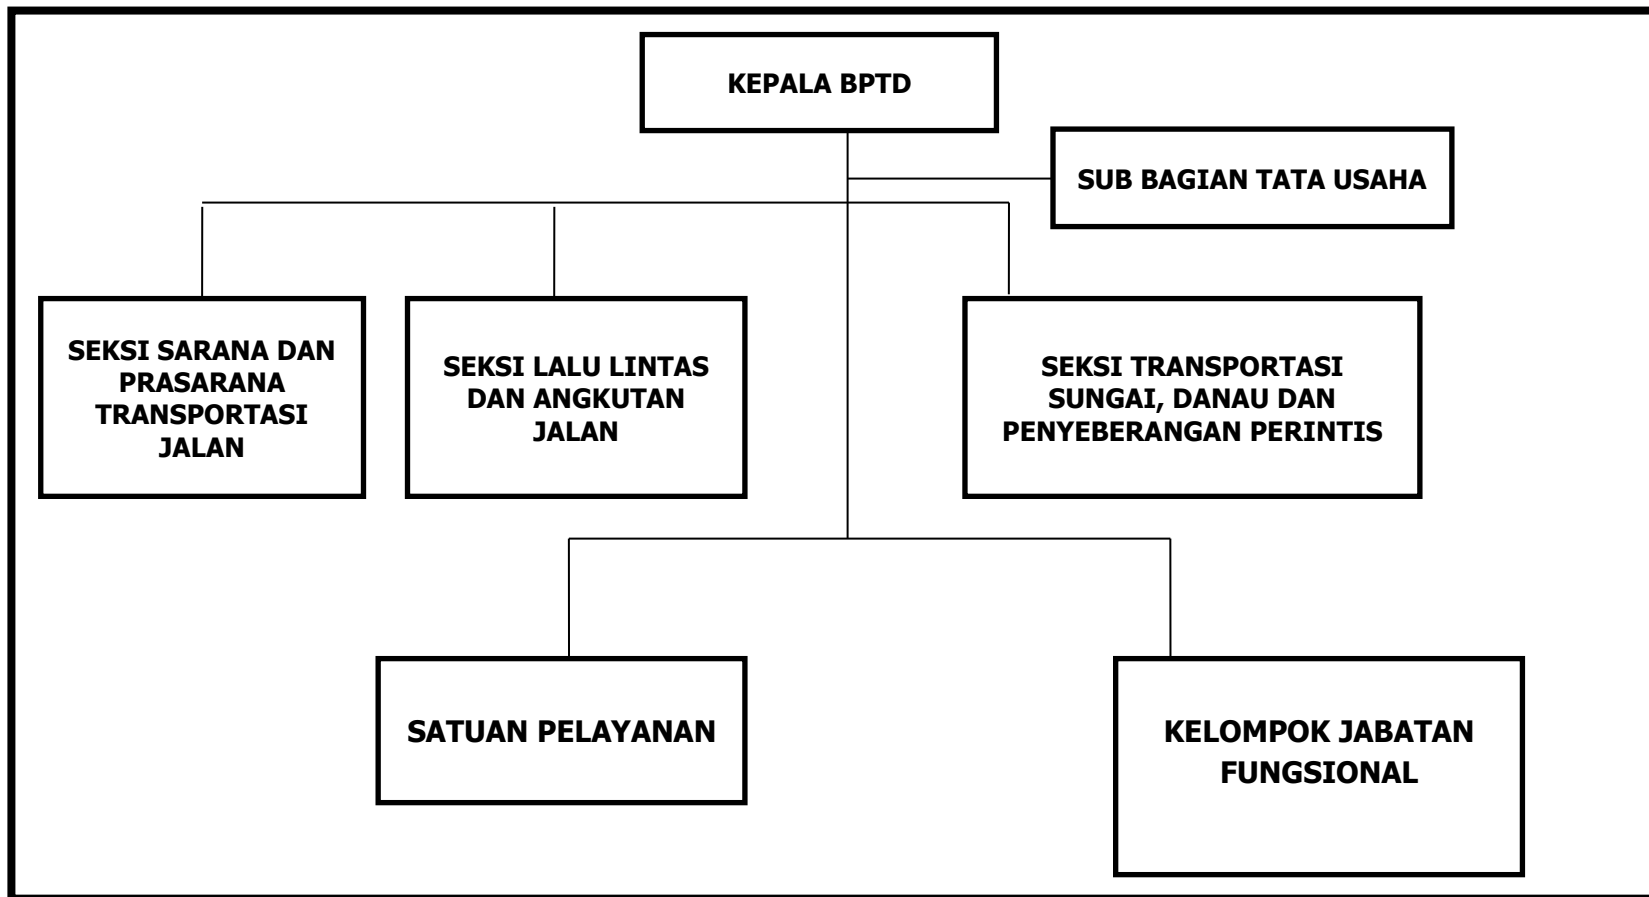 KEPALA BPTD
SUB BAGIAN TATA USAHA
SEKSI SARANA DAN
PRASARANA
TRANSPORTASI
JALAN
SEKSI LALU LINTAS
DAN ANGKUTAN
JALAN
SEKSI TRANSPORTASI
SUNGAI, DANAU DAN
PENYEBERANGAN PERINTIS
SATUAN PELAYANAN
KELOMPOK JABATAN
FUNGSIONAL